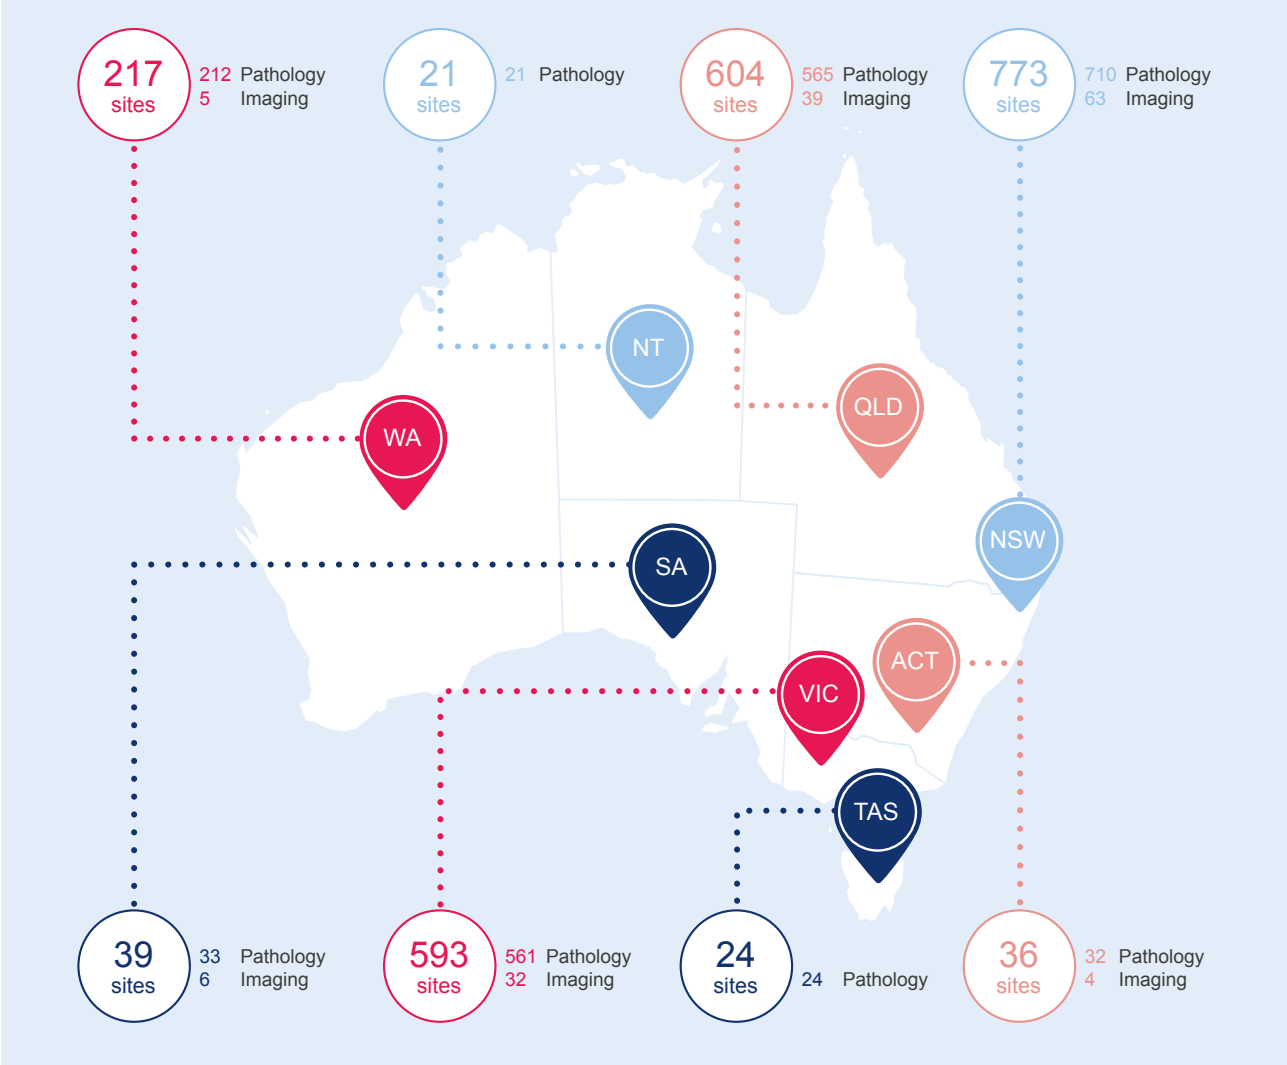 217
sites
212 Pathology
5 Imaging
21
sites
21 Pathology
604
sites
565 Pathology
39 Imaging
773
sites
710 Pathology
63 Imaging
NT
QLD
WA
NSW
SA
ACT
VIC
TAS
39
sites
33 Pathology
6 Imaging
593
sites
561 Pathology
32 Imaging
24
sites
24 Pathology
36
sites
32 Pathology
4 Imaging